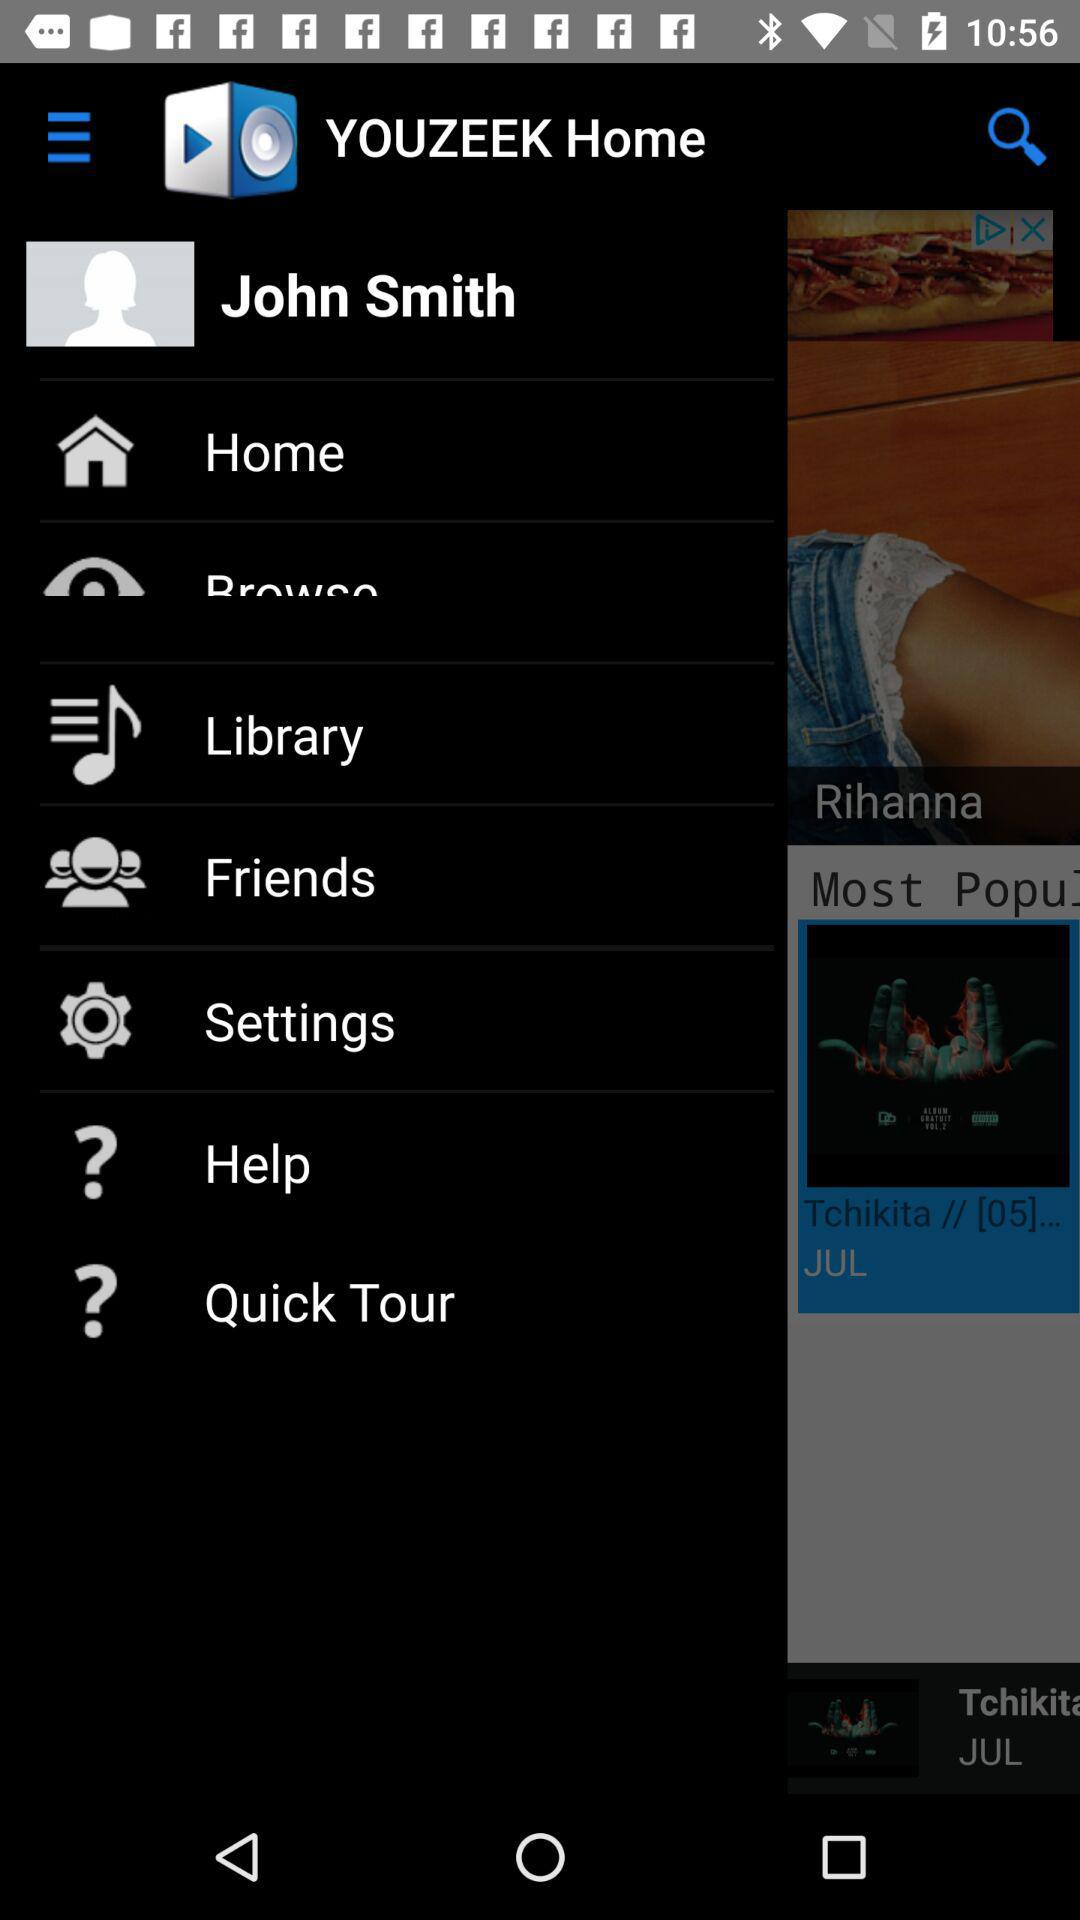 10:56
YOUZEEK Home
John Smith
Home
Browse
Library
Friends
Settings
Help
Quick Tour
Rihanna
Most Popul
ALBUM
GRATUIT
VOL.2
Tchikita // [05]...
JUL
Tchikita
JUL